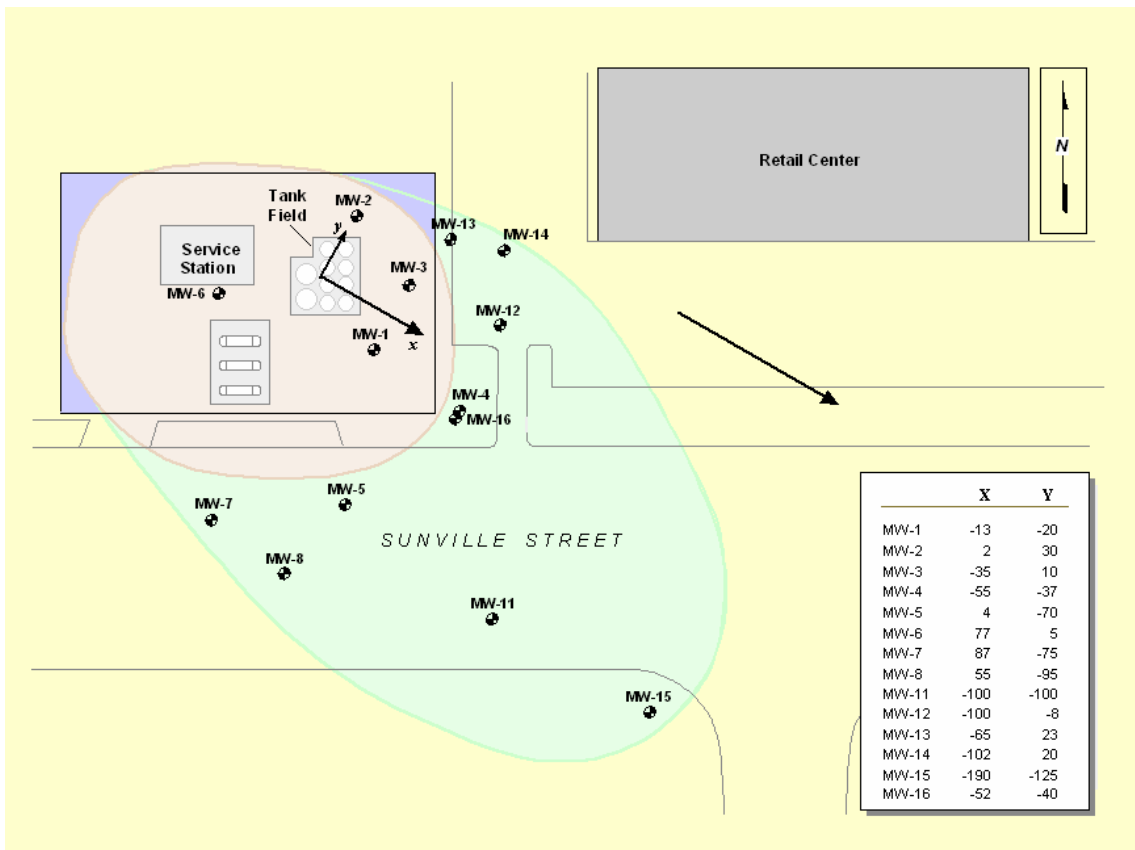 Retail Center
N
Tank
Field
MW-2
y
MW-13
MW-14
Service
Station
MW-3
MW-6
MW-12
MW-1
x
MW-4
MW-16
MW-5
MW-7
SUNVILLE STREET
MW-8
MW-11
MW-15
X Y
MW-1 -13 -20
MW-2 2 30
MW-3 -35 10
MW-4 -55 -37
MW-5 4 -70
MW-6 77 5
MW-7 87 -75
MW-8 55 -95
MW-11 -100 -100
MW-12 -100 -8
MW-13 -65 23
MW-14 -102 20
MW-15 -190 -125
MW-16 -52 -40